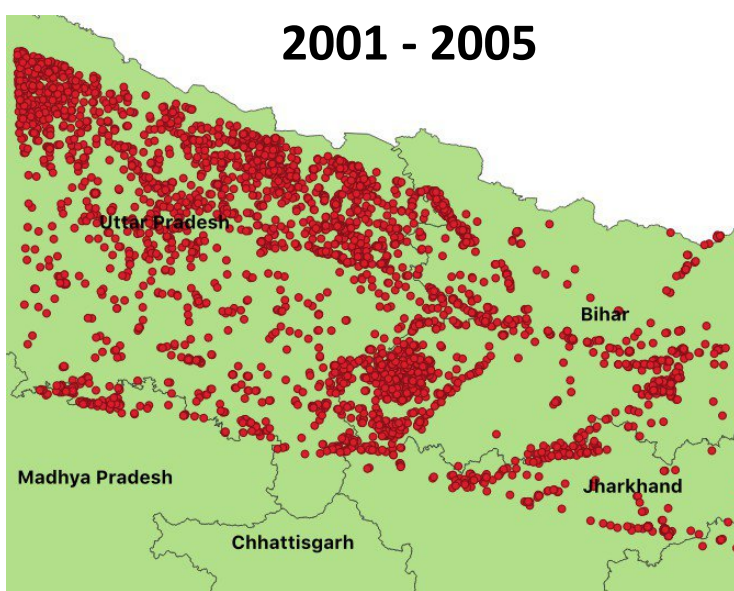 2001 - 2005
Uttar Pradesh
Bihar
Madhya Pradesh
Jharkhand
Chhattisgarh